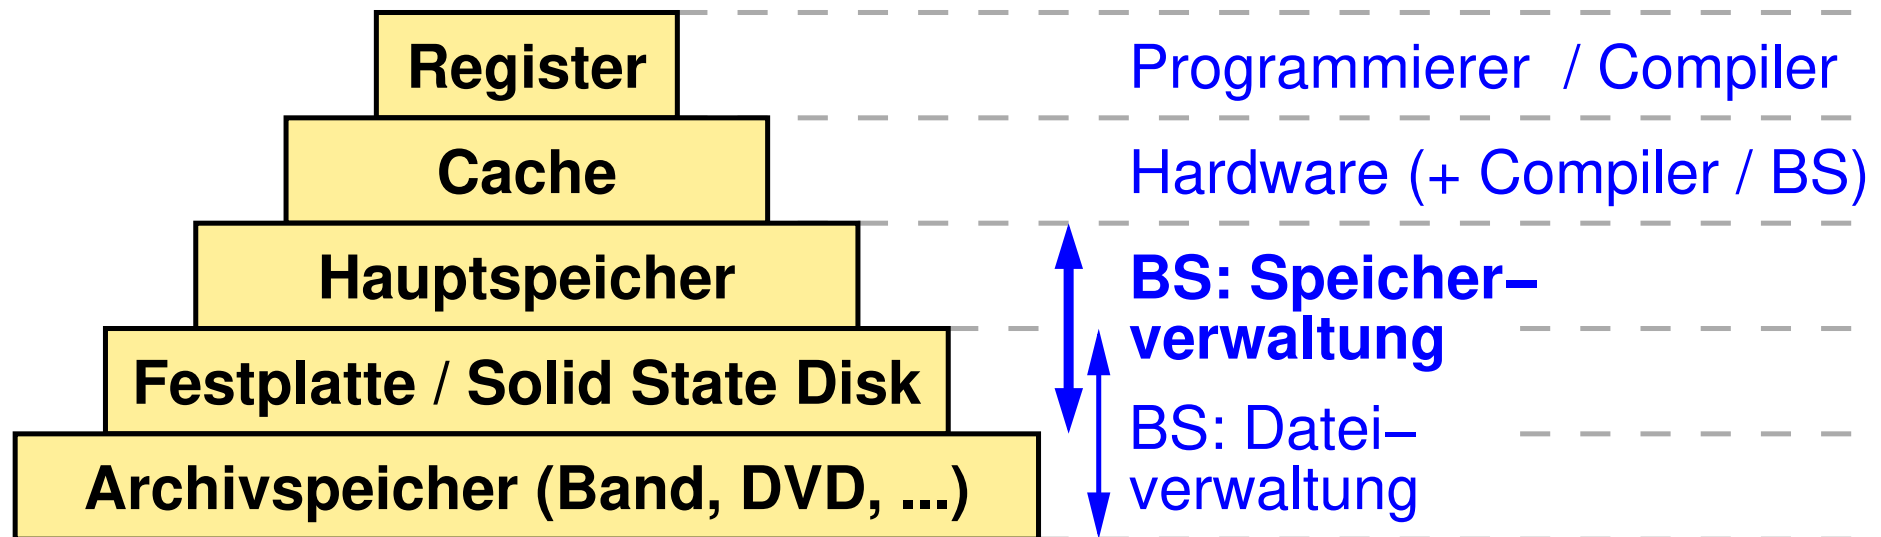 Register
Programmierer / Compiler
Cache
Hardware (+ Compiler / BS)
Hauptspeicher
BS: Speicher–
verwaltung
Festplatte / Solid State Disk
BS: Datei–
verwaltung
Archivspeicher (Band, DVD, ...)